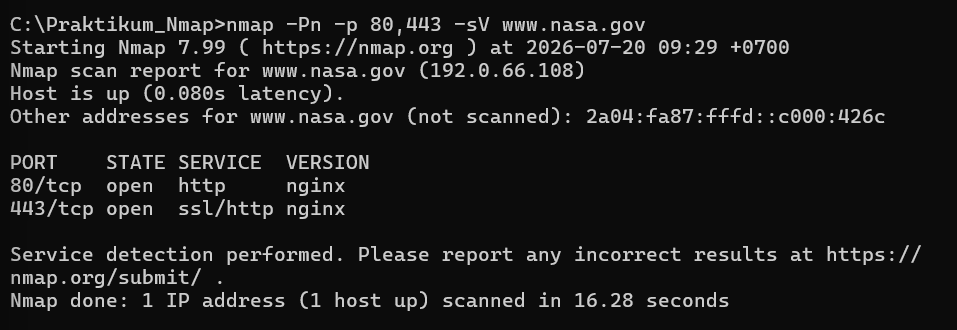 C:\Praktikum_Nmap>nmap -Pn -p 80,443 -sV www.nasa.gov
Starting Nmap 7.99 ( https://nmap.org ) at 2026-07-20 09:29 +0700
Nmap scan report for www.nasa.gov (192.0.66.108)
Host is up (0.080s latency).
Other addresses for www.nasa.gov (not scanned): 2a04:fa87:fffd::c000:426c

PORT    STATE SERVICE  VERSION
80/tcp  open  http     nginx
443/tcp open  ssl/http nginx

Service detection performed. Please report any incorrect results at https://
nmap.org/submit/ .
Nmap done: 1 IP address (1 host up) scanned in 16.28 seconds